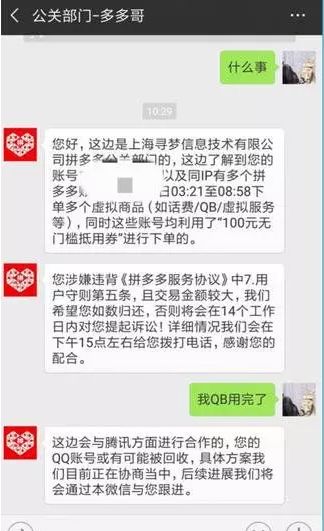 公关部门-多多哥
什么事
10:29
您好，这边是上海寻梦信息技术有限公
司拼多多公关部门的，这边了解到您的
账号
以及同IP有多个拼
多多账
日03:21至08:58下
单多个虚拟商品（如话费/QB/虚拟服务
等），同时这些账号均利用了“100元无
门槛抵用券”进行下单的。
您涉嫌违背《拼多多服务协议》中7.用
户守则第五条，且交易金额较大，我们
希望您如数归还，否则将会在14个工作
日内对您提起诉讼！详细情况我们会在
下午15点左右给您拨打电话，感谢您的
配合。
我QB用完了
这边会与腾讯方面进行合作的，您的
QQ账号或有可能被回收，具体方案我
们目前正在协商当中，后续进展我们将
会通过本微信与您跟进。